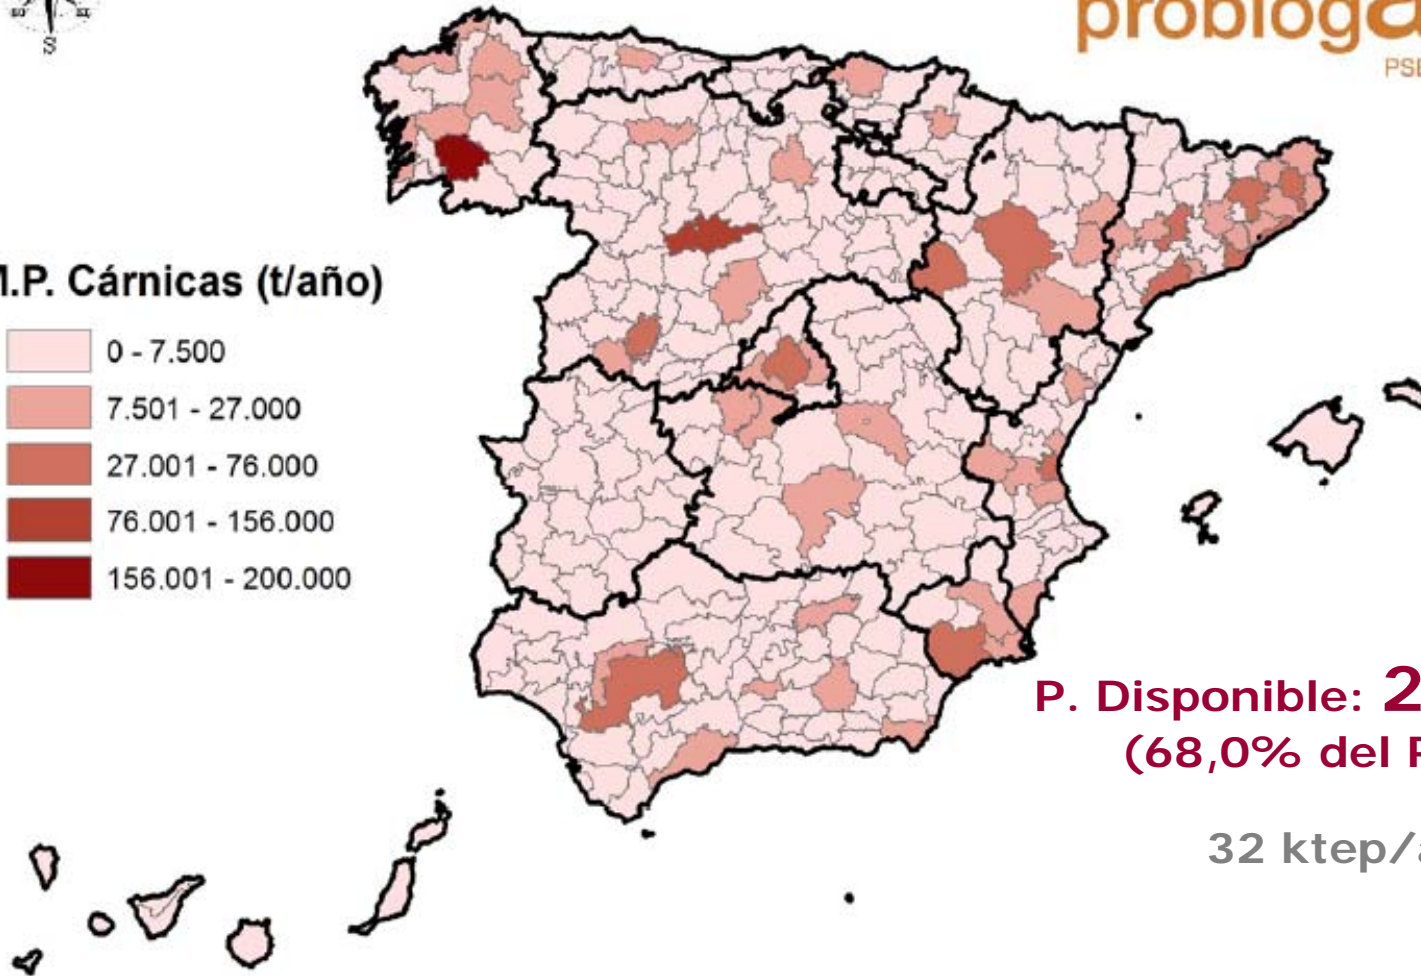 S
probioga
PSE
M.P. Cárnicas (t/año)
0 - 7.500
7.501 - 27.000
27.001 - 76.000
76.001 - 156.000
156.001 - 200.000
P. Disponible: 2
(68,0% del P
32 ktep/a